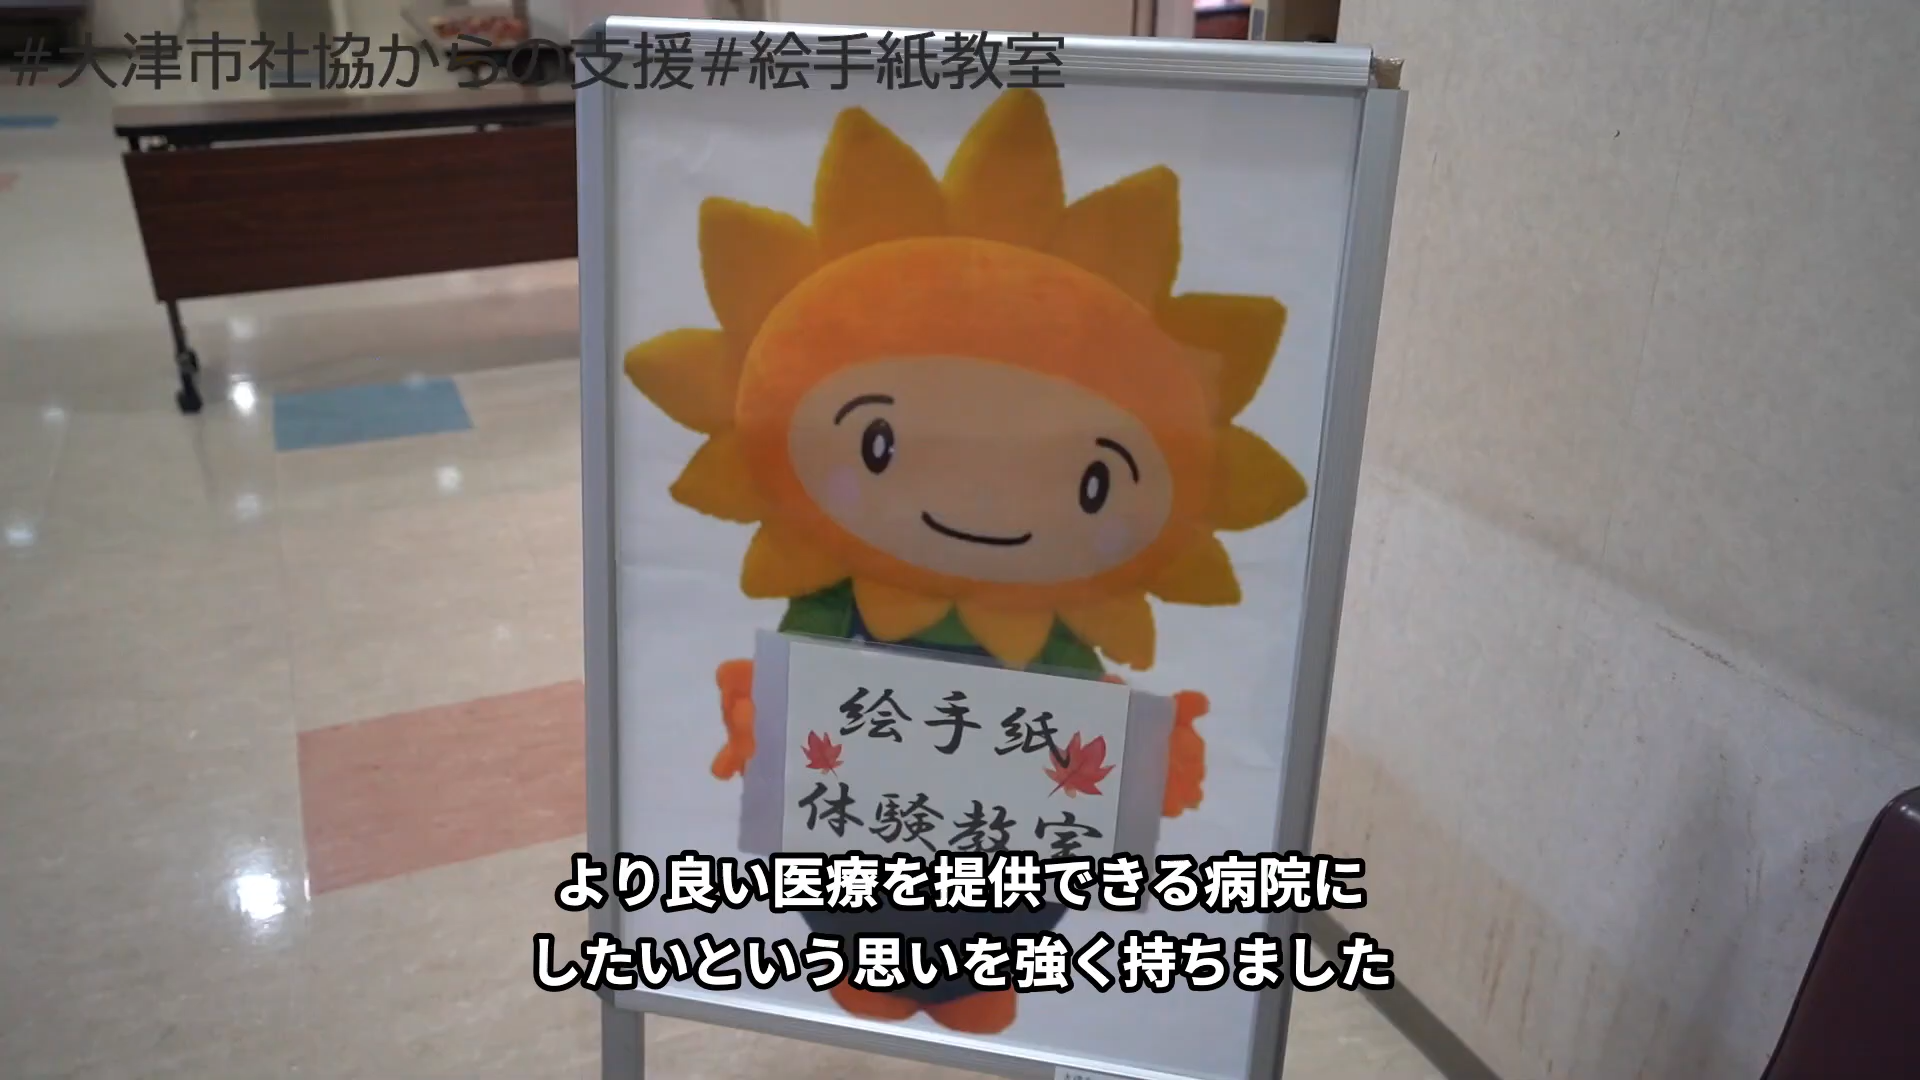 #大津市社協からの支援#絵手紙教室
絵手紙
体験教室
より良い医療を提供できる病院に
したいという思いを強く持ちました